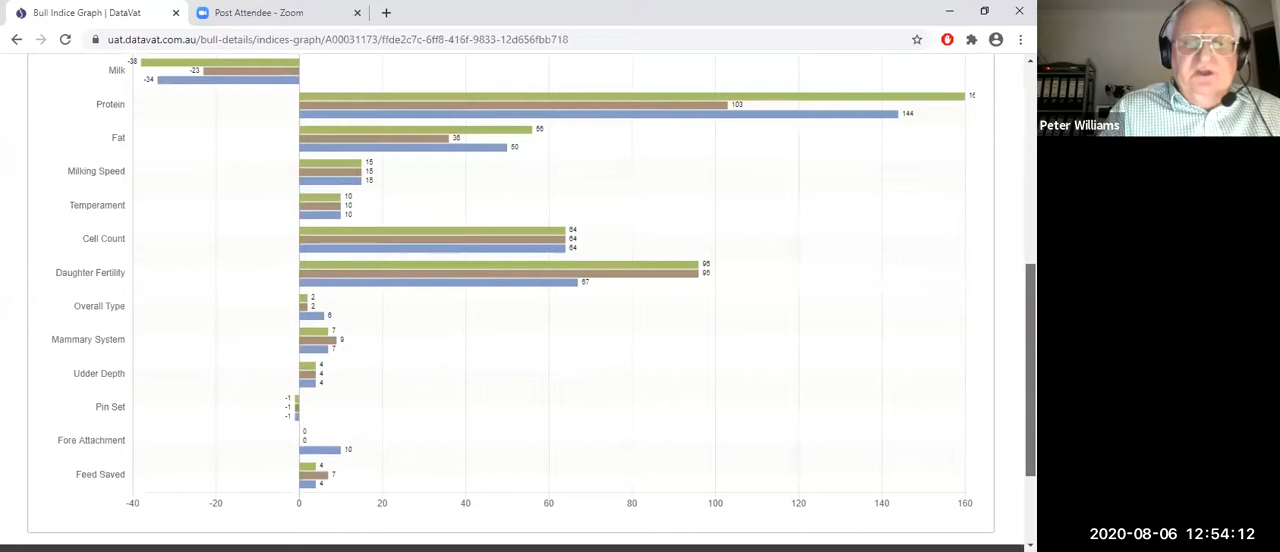 Bull Indice Graph | DataVat
Post Attendee - Zoom
uat.datavat.com.au/bull-details/indices-graph/A00031173/ffde2c7c-6ff8-416f-9833-12d656fbb718
Peter Williams
Milk
-38
-23
-34
Protein
103
144
Fat
56
36
50
Milking Speed
15
15
15
Temperament
10
10
10
Cell Count
64
64
64
Daughter Fertility
96
96
67
Overall Type
2
2
6
Mammary System
7
9
7
Udder Depth
4
4
4
Pin Set
-1
-1
-1
Fore Attachment
0
0
10
Feed Saved
4
7
4
-40 -20 0 20 40 60 80 100 120 140 160
2020-08-06 12:54:12